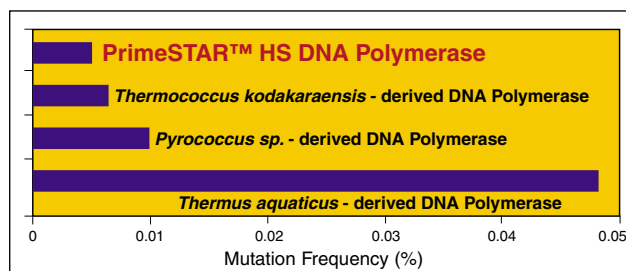 PrimeSTAR™ HS DNA Polymerase
Thermococcus kodakaraensis - derived DNA Polymerase
Pyrococcus sp. - derived DNA Polymerase
Thermus aquaticus - derived DNA Polymerase
0 0.01 0.02 0.03 0.04 0.05
Mutation Frequency (%)